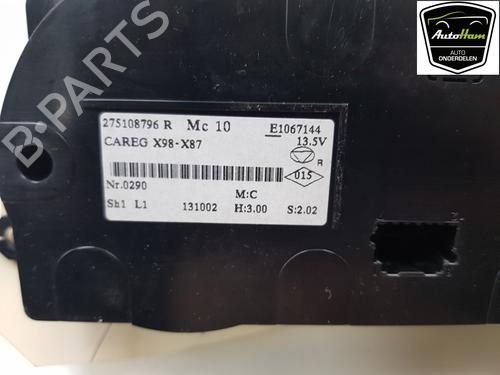 AutoHam
AUTO
ONDERDELEN
B-PARTS
275108796 R Mc 10 E1067144
CAREG X98-X87 13.5V
R
015
Nr.0290
M:C
Sh1 L1 131002 H:3.00 S:2.02